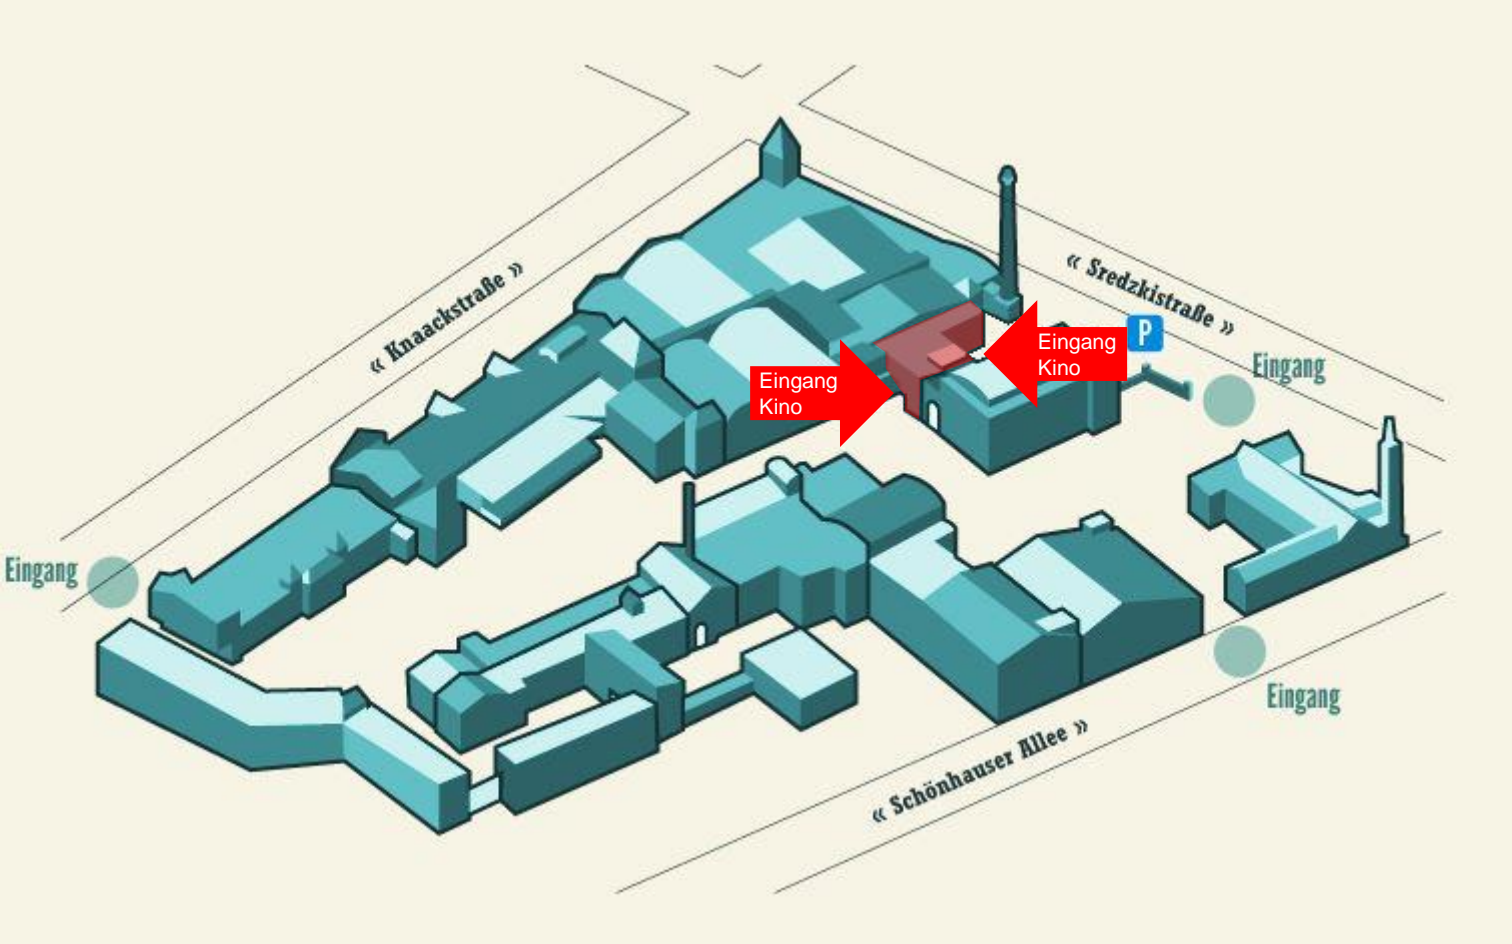 « Knaackstraße »
« Sredzkistraße »
P
Eingang
Eingang
Kino
Eingang
Kino
Eingang
Eingang
« Schönhauser Allee »